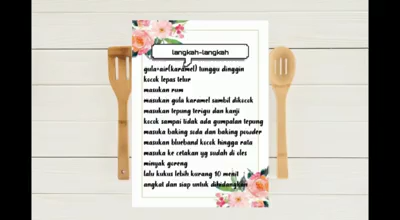 langkah-langkah
gula+air(karamel) tunggu dinggin
kocok lepas telur
masukan rum
masukan gula karamel sambil dikocok
masukan tepung terigu dan kanji
kocok sampai tidak ada gumpalan tepung
masuka baking soda dan baking powder
masukan blueband kocok hingga rata
masuka ke cetakan yg sudah di oles
minyak goreng
lalu kukus lebih kurang 10 menit
angkat dan siap untuk dihidangkan